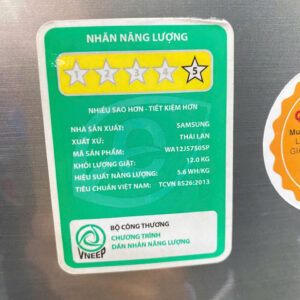 NHÃN NĂNG LƯỢNG
1 2 3 4 5
NHIỀU SAO HƠN - TIẾT KIỆM HƠN
NHÀ SẢN XUẤT: SAMSUNG
XUẤT XỨ: THÁI LAN
MÃ SẢN PHẨM: WA12J5750SP
KHỐI LƯỢNG GIẶT: 12.0 KG
HIỆU SUẤT NĂNG LƯỢNG: 5.6 WH/KG
TIÊU CHUẨN VIỆT NAM: TCVN 8526:2013
VNEEP
BỘ CÔNG THƯƠNG
CHƯƠNG TRÌNH
DÁN NHÃN NĂNG LƯỢNG